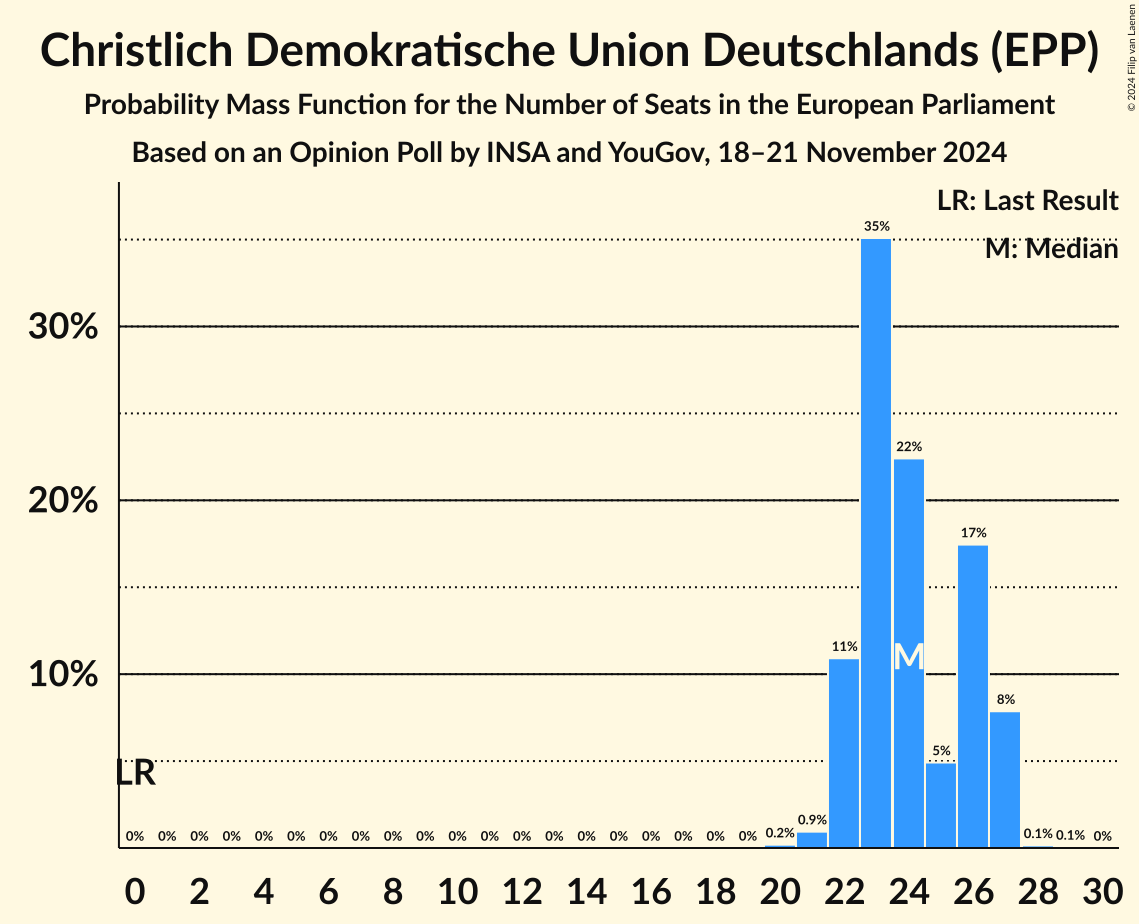 Christlich Demokratische Union Deutschlands (EPP)
Probability Mass Function for the Number of Seats in the European Parliament
Based on an Opinion Poll by INSA and YouGov, 18–21 November 2024
© 2024 Filip van Laenen
LR: Last Result
M: Median
35%
30%
22%
20%
17%
11%
M
10%
8%
5%
LR
0% 0% 0% 0% 0% 0% 0% 0% 0% 0% 0% 0% 0% 0% 0% 0% 0% 0% 0% 0% 0.2% 0.9% 0.1% 0.1% 0%
0 2 4 6 8 10 12 14 16 18 20 22 24 26 28 30